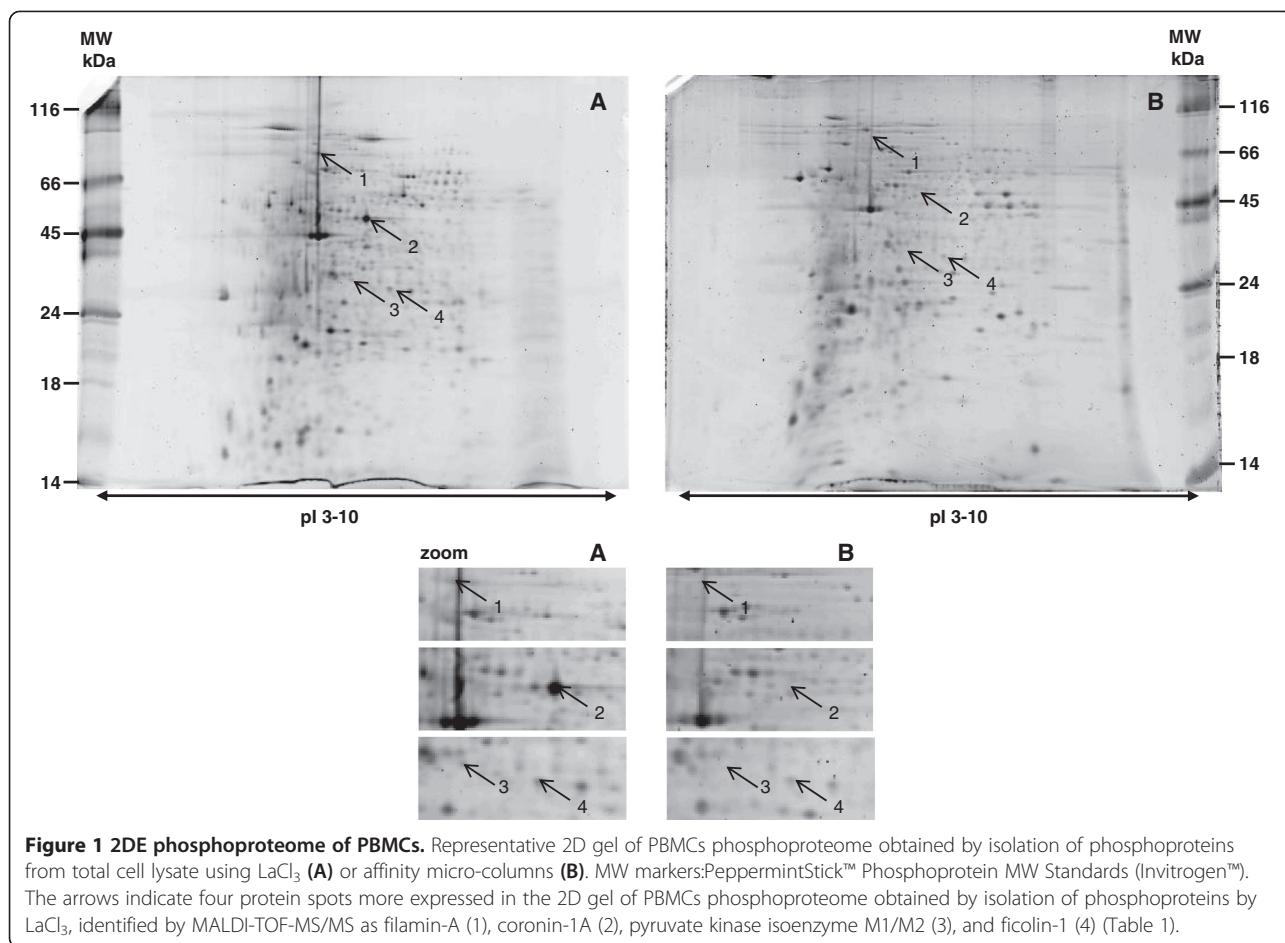 MW
kDa
116
66
45
24
18
14
A
1
2
3
4
pI 3-10
MW
kDa
116
66
45
24
18
14
B
1
2
3
4
pI 3-10
zoom
A
1
2
3
4
B
1
2
3
4
Figure 1 2DE phosphoproteome of PBMCs. Representative 2D gel of PBMCs phosphoproteome obtained by isolation of phosphoproteins
from total cell lysate using LaCl₃ (A) or affinity micro-columns (B). MW markers:PeppermintStick™ Phosphoprotein MW Standards (Invitrogen™).
The arrows indicate four protein spots more expressed in the 2D gel of PBMCs phosphoproteome obtained by isolation of phosphoproteins by
LaCl₃, identified by MALDI-TOF-MS/MS as filamin-A (1), coronin-1A (2), pyruvate kinase isoenzyme M1/M2 (3), and ficolin-1 (4) (Table 1).